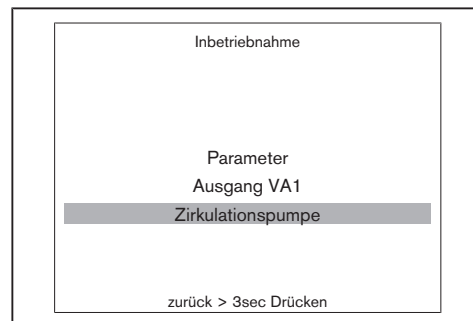 Inbetriebnahme
Parameter
Ausgang VA1
Zirkulationspumpe
zurück > 3sec Drücken